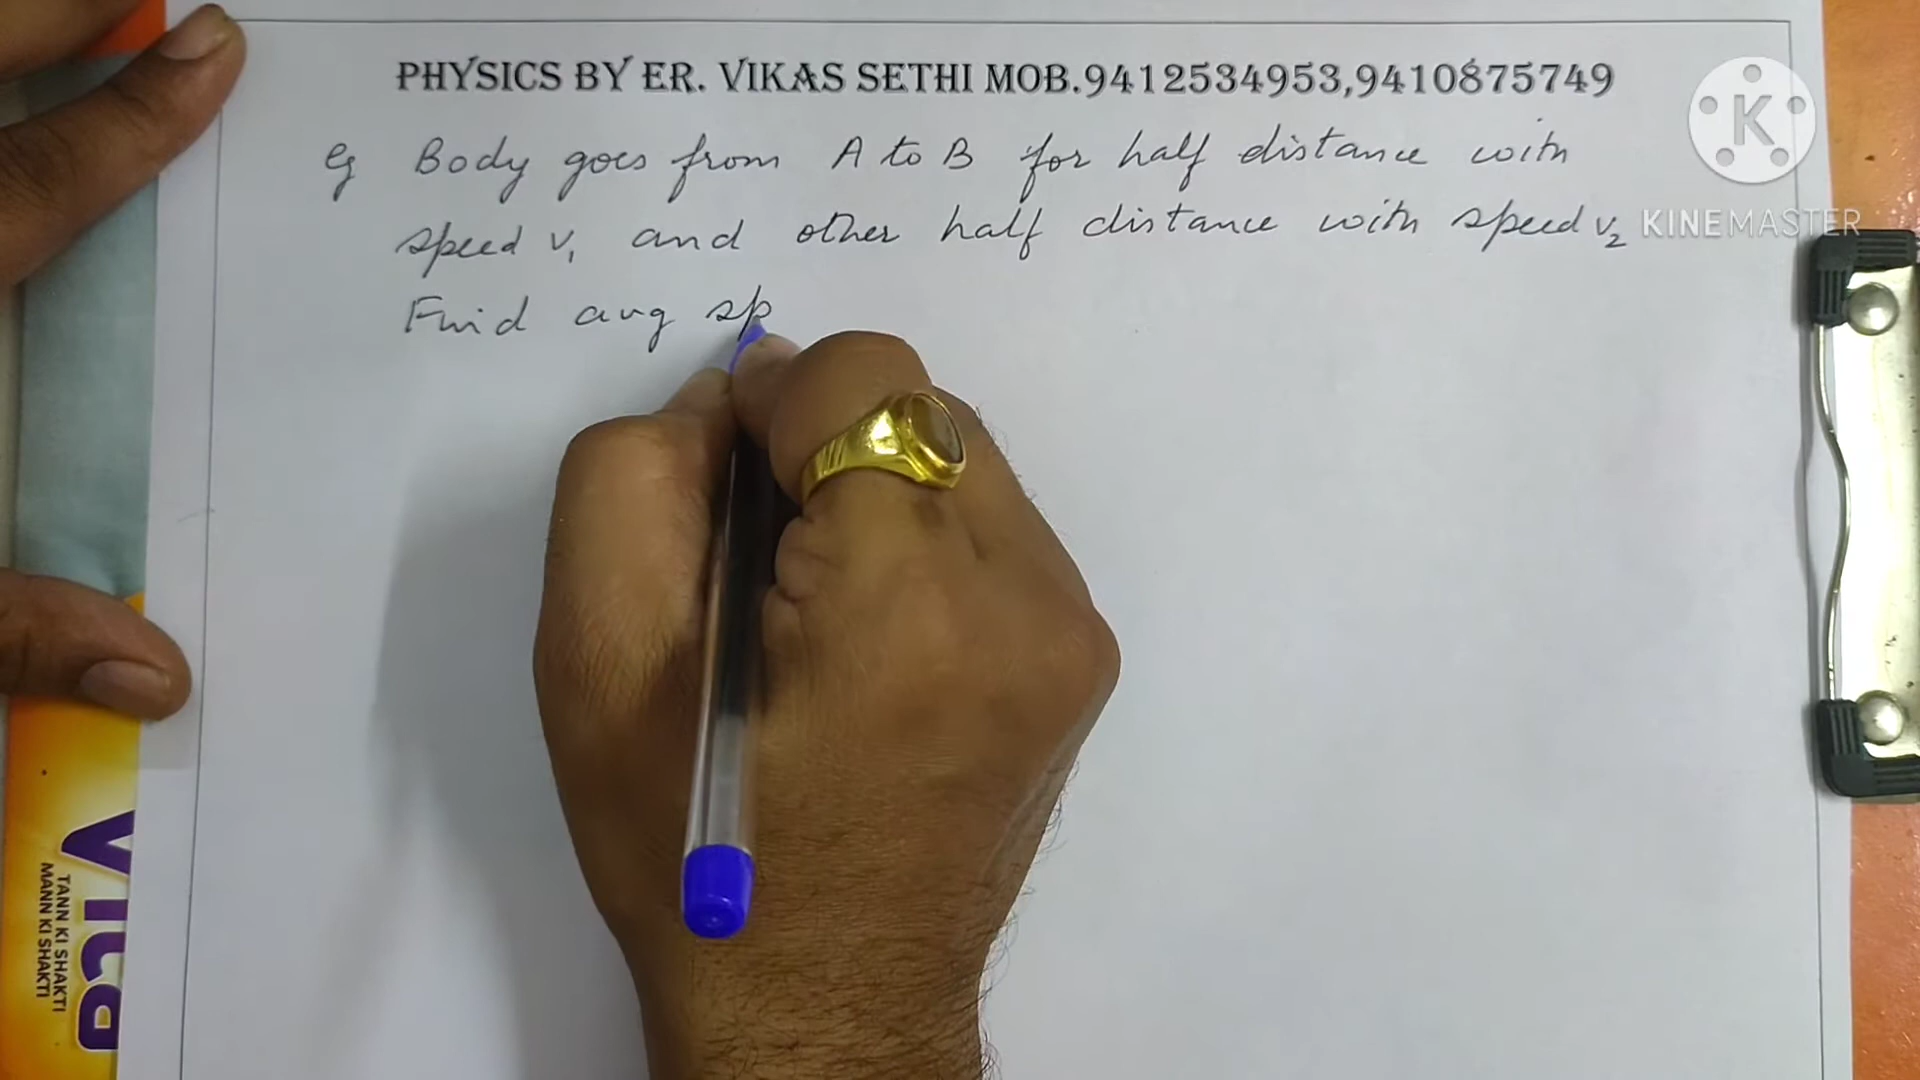 PHYSICS BY ER. VIKAS SETHI MOB.9412534953,9410875749
K
KINEMASTER
eg Body goes from A to B for half distance with
speed v₁ and other half distance with speed v₂
Find avg sp
Vita
TANN KI SHAKTI
MANN KI SHAKTI